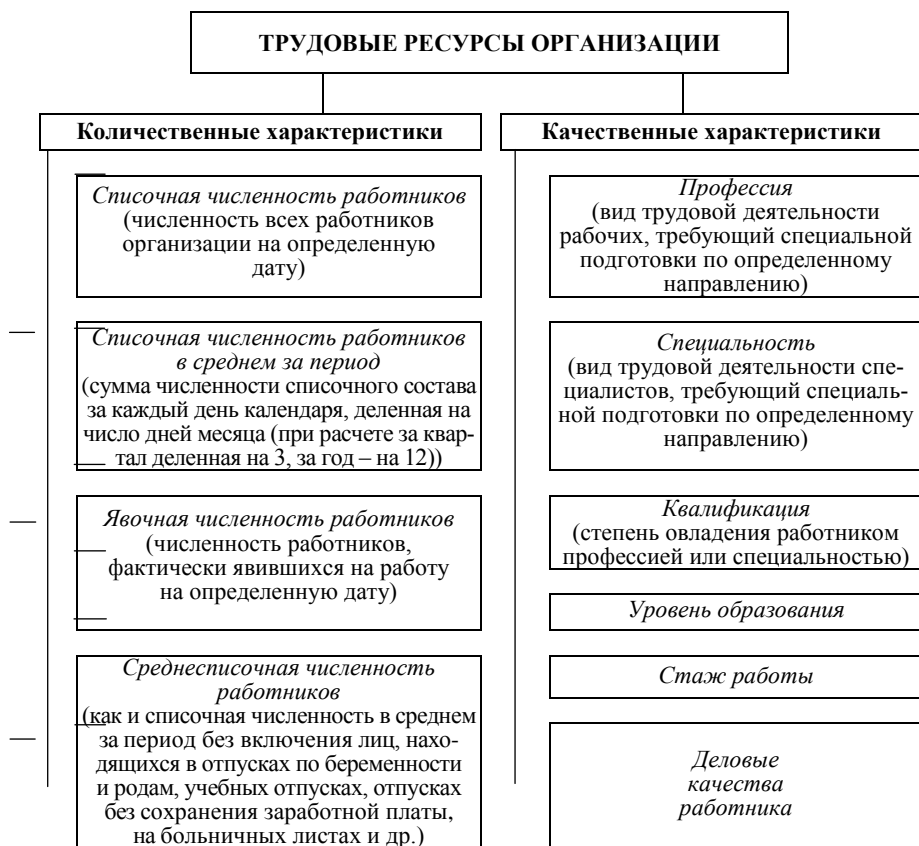 ТРУДОВЫЕ РЕСУРСЫ ОРГАНИЗАЦИИ
Количественные характеристики
Списочная численность работников
(численность всех работников
организации на определенную
дату)
Списочная численность работников
в среднем за период
(сумма численности списочного состава
за каждый день календаря, деленная на
число дней месяца (при расчете за квар-
тал деленная на 3, за год – на 12))
Явочная численность работников
(численность работников,
фактически явившихся на работу
на определенную дату)
Среднесписочная численность
работников
(как и списочная численность в среднем
за период без включения лиц, нахо-
дящихся в отпусках по беременности
и родам, учебных отпусках, отпусках
без сохранения заработной платы,
на больничных листах и др.)
Качественные характеристики
Профессия
(вид трудовой деятельности
рабочих, требующий специальной
подготовки по определенному
направлению)
Специальность
(вид трудовой деятельности спе-
циалистов, требующий специаль-
ной подготовки по определенному
направлению)
Квалификация
(степень овладения работником
профессией или специальностью)
Уровень образования
Стаж работы
Деловые
качества
работника